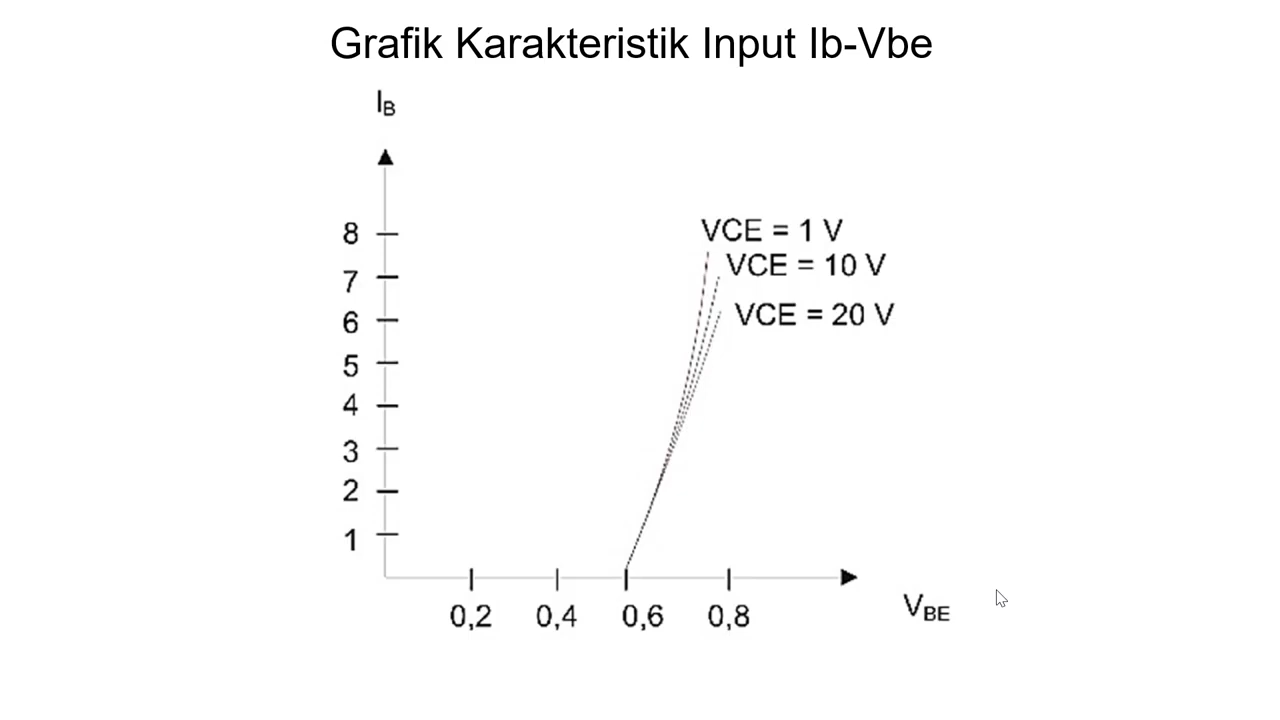 Grafik Karakteristik Input Ib-Vbe
IB
8
VCE = 1 V
7
VCE = 10 V
6
VCE = 20 V
5
4
3
2
1
0,2 0,4 0,6 0,8
VBE